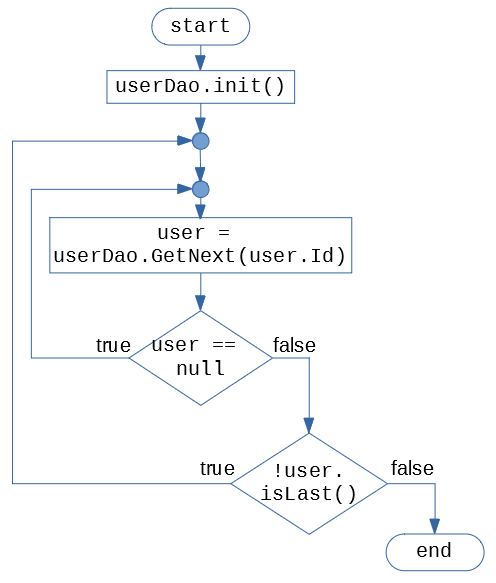 start
userDao.init()
user =
userDao.GetNext(user.Id)
true
user ==
null
false
true
!user.
isLast()
false
end